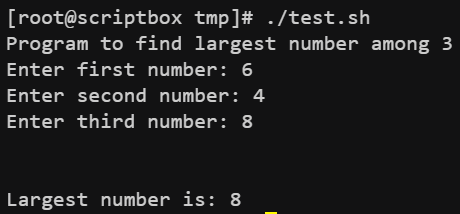 [root@scriptbox tmp]# ./test.sh
Program to find largest number among 3
Enter first number: 6
Enter second number: 4
Enter third number: 8
Largest number is: 8